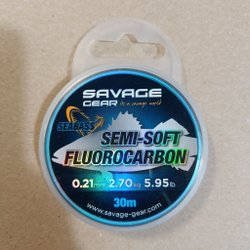 SAVAGE
GEAR it's a savage world
SEABASS
SEMI-SOFT
FLUOROCARBON
0.21mm 2.70kg 5.95lb
30m
www.savage-gear.com